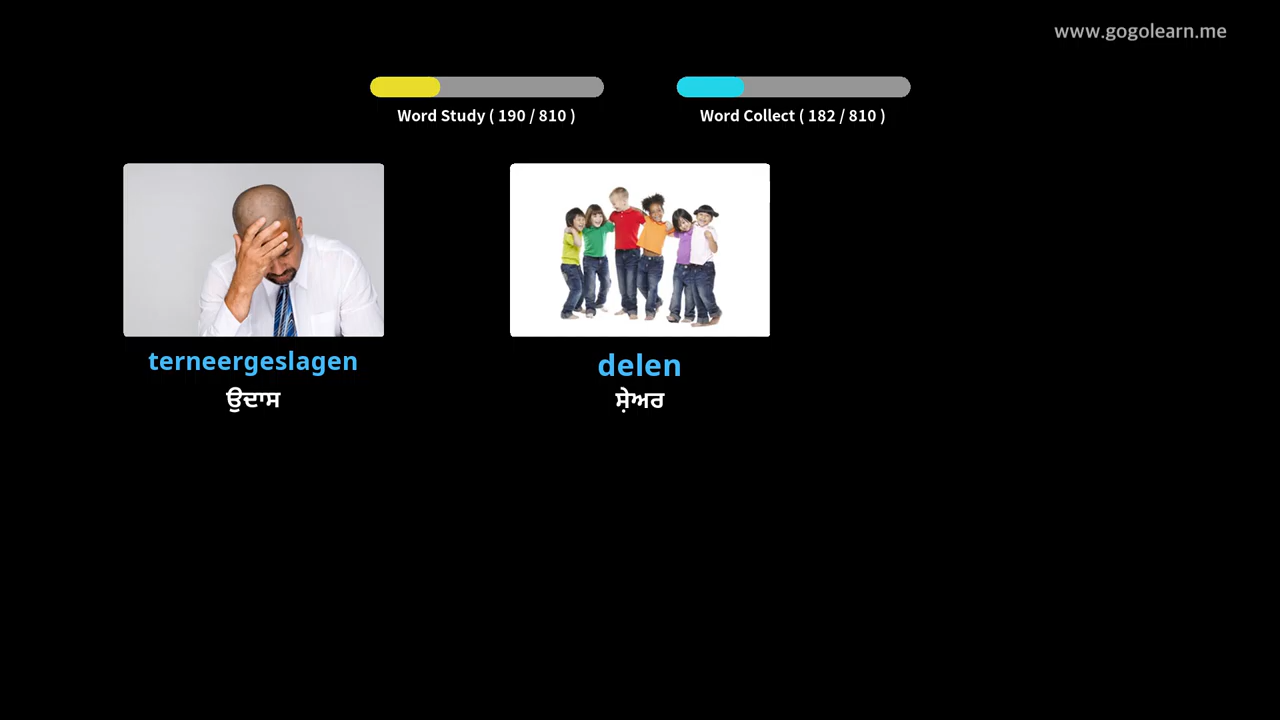 www.gogolearn.me
Word Study ( 190 / 810 )
Word Collect ( 182 / 810 )
terneergeslagen
ਉਦਾਸ
delen
ਸ਼ੇਅਰ